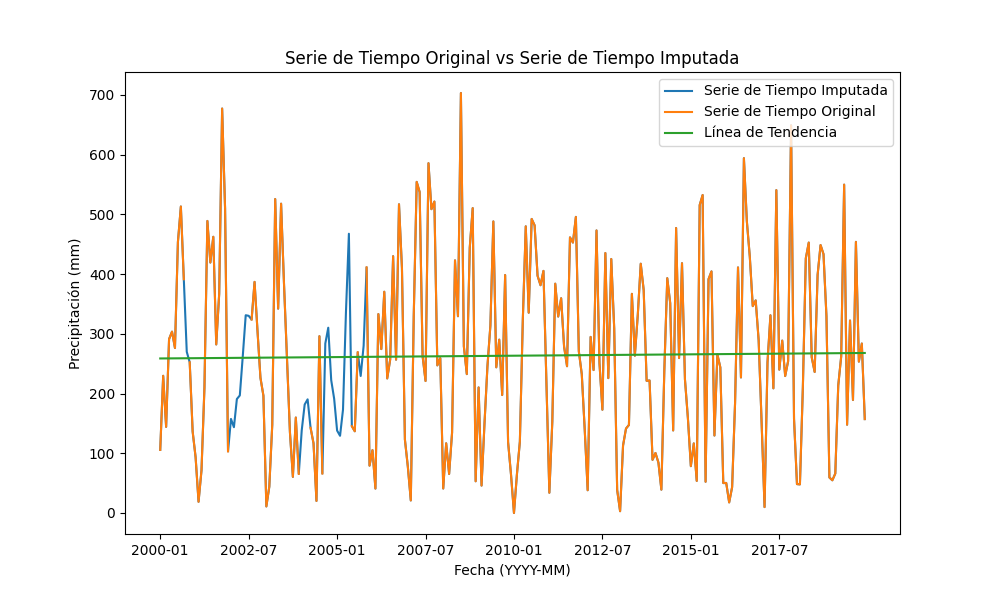 Serie de Tiempo Original vs Serie de Tiempo Imputada
Serie de Tiempo Imputada
Serie de Tiempo Original
Línea de Tendencia
Precipitación (mm)
700
600
500
400
300
200
100
0
2000-01 2002-07 2005-01 2007-07 2010-01 2012-07 2015-01 2017-07
Fecha (YYYY-MM)